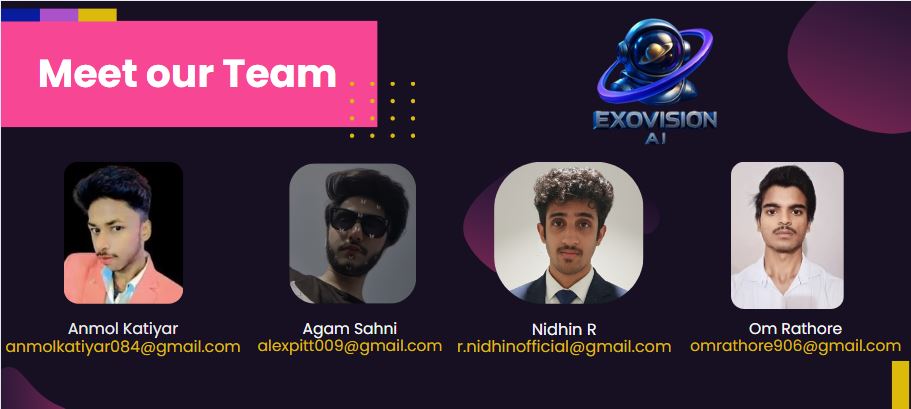 Meet our Team
EXOVISION
AI
Anmol Katiyar
anmolkatiyar084@gmail.com
Agam Sahni
alexpitt009@gmail.com
Nidhin R
r.nidhinofficial@gmail.com
Om Rathore
omrathore906@gmail.com